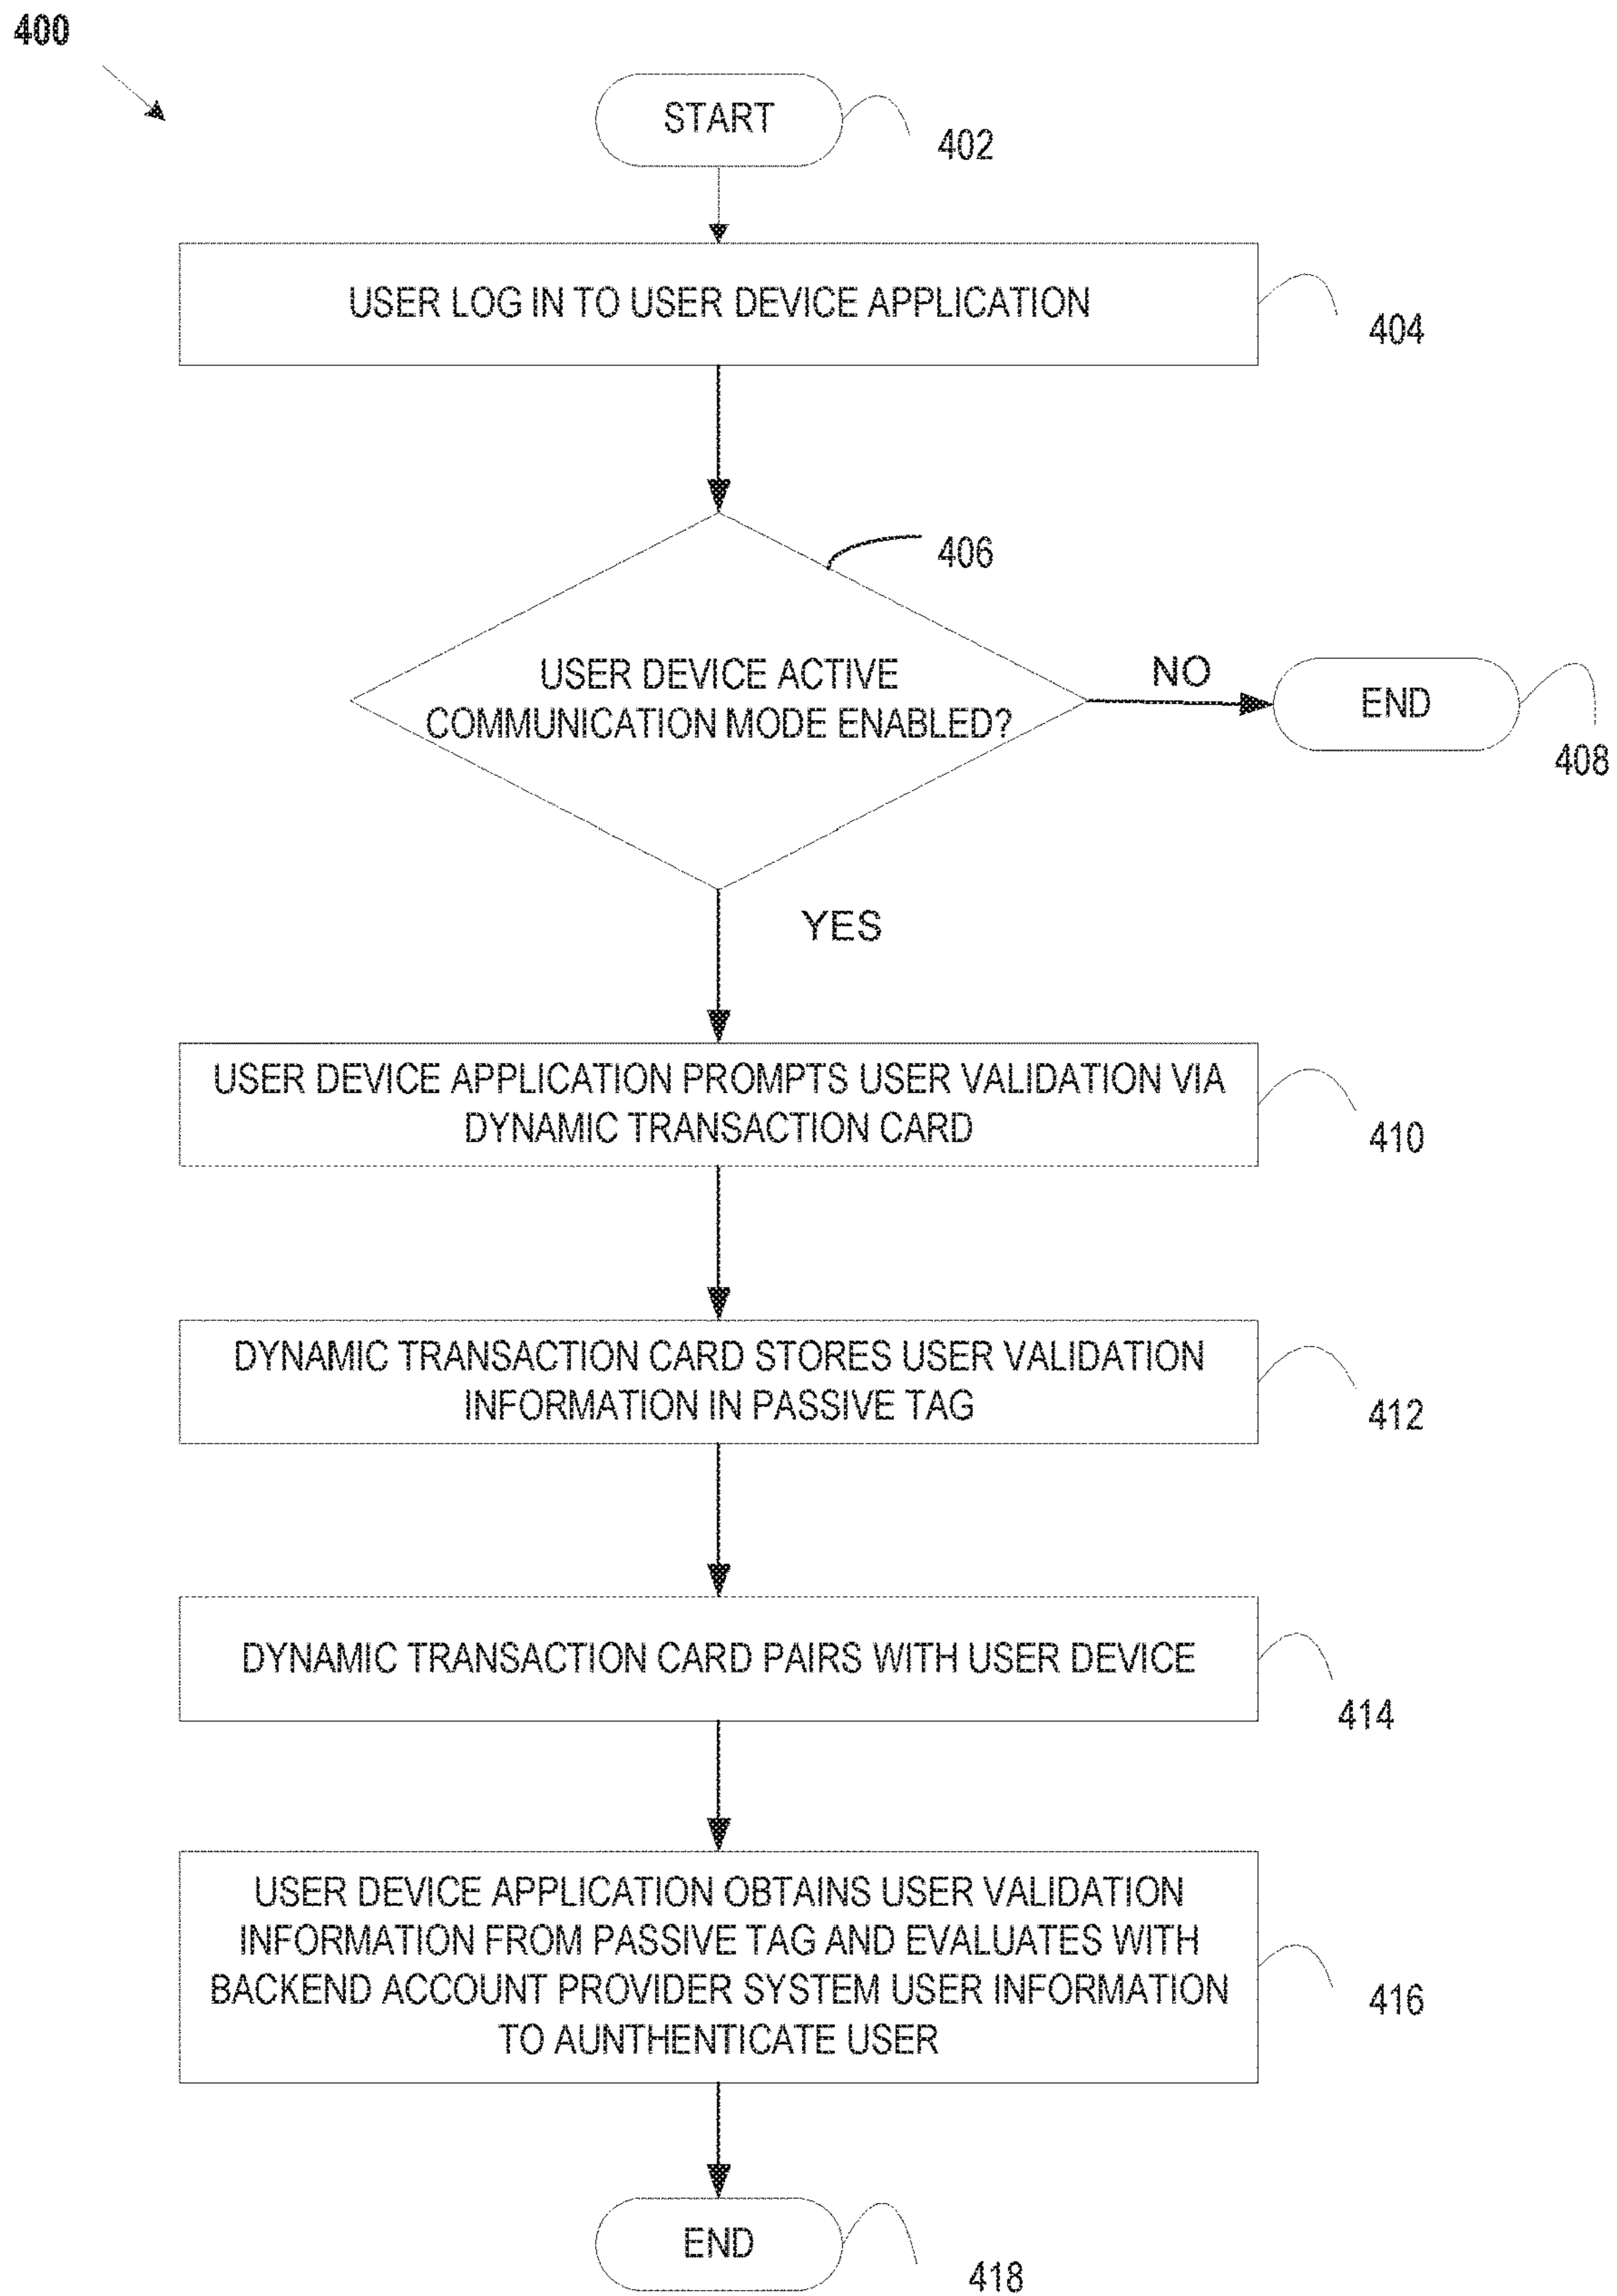 400
START
402
USER LOG IN TO USER DEVICE APPLICATION
404
406
USER DEVICE ACTIVE
COMMUNICATION MODE ENABLED?
NO
END
408
YES
USER DEVICE APPLICATION PROMPTS USER VALIDATION VIA
DYNAMIC TRANSACTION CARD
410
DYNAMIC TRANSACTION CARD STORES USER VALIDATION
INFORMATION IN PASSIVE TAG
412
DYNAMIC TRANSACTION CARD PAIRS WITH USER DEVICE
414
USER DEVICE APPLICATION OBTAINS USER VALIDATION
INFORMATION FROM PASSIVE TAG AND EVALUATES WITH
BACKEND ACCOUNT PROVIDER SYSTEM USER INFORMATION
TO AUNTHENTICATE USER
416
END
418